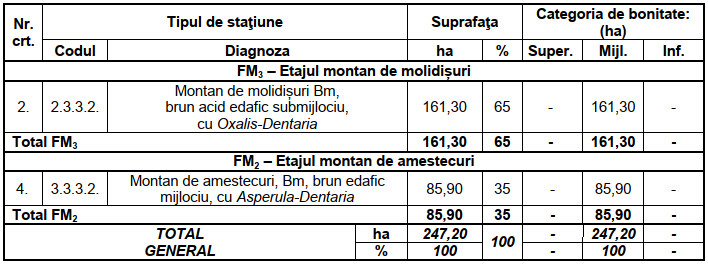 Nr. crt. Tipul de staţiune Suprafaţa Categoria de bonitate: (ha)
Codul Diagnoza ha % Super. Mijl. Inf.
FM3 – Etajul montan de molidișuri
2. 2.3.3.2. Montan de molidișuri Bm, brun acid edafic submijlociu, cu Oxalis-Dentaria 161,30 65 - 161,30 -
Total FM3 161,30 65 - 161,30 -
FM2 – Etajul montan de amestecuri
4. 3.3.3.2. Montan de amestecuri, Bm, brun edafic mijlociu, cu Asperula-Dentaria 85,90 35 - 85,90 -
Total FM2 85,90 35 - 85,90 -
TOTAL GENERAL ha 247,20 100 - 247,20 -
% 100 - 100 -